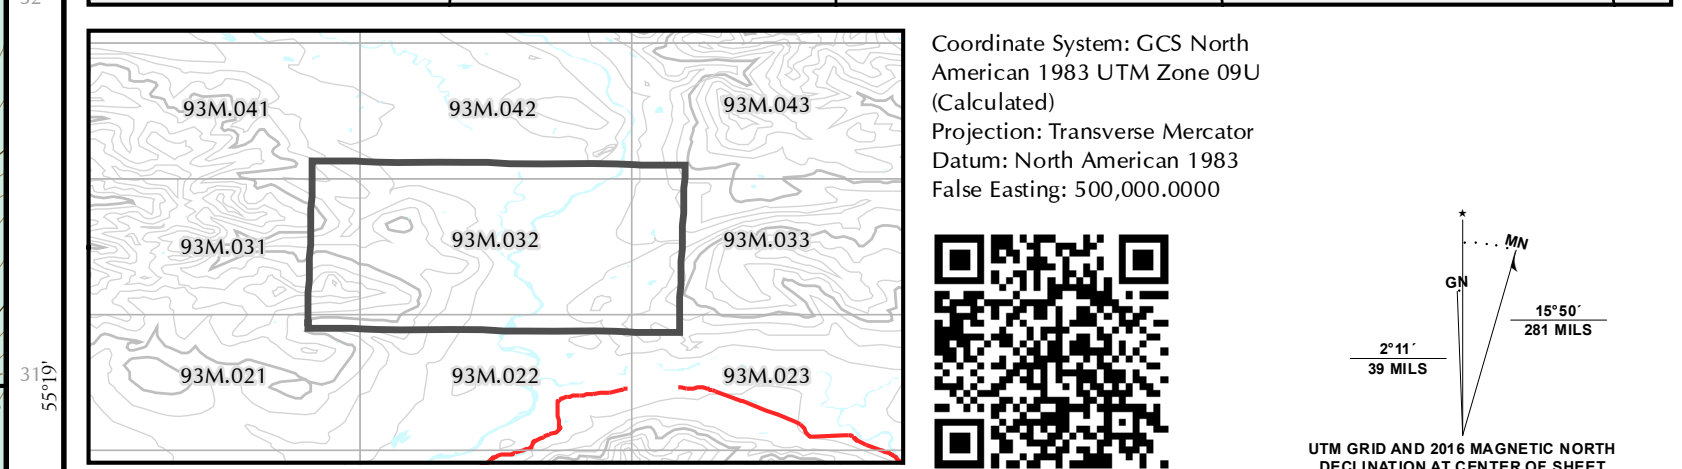 32
93M.041
93M.042
93M.043
93M.031
93M.032
93M.033
93M.021
93M.022
93M.023
31
55°19'
Coordinate System: GCS North
American 1983 UTM Zone 09U
(Calculated)
Projection: Transverse Mercator
Datum: North American 1983
False Easting: 500,000.0000
MN
GN
15°50´
281 MILS
2°11´
39 MILS
UTM GRID AND 2016 MAGNETIC NORTH
DECLINATION AT CENTER OF SHEET